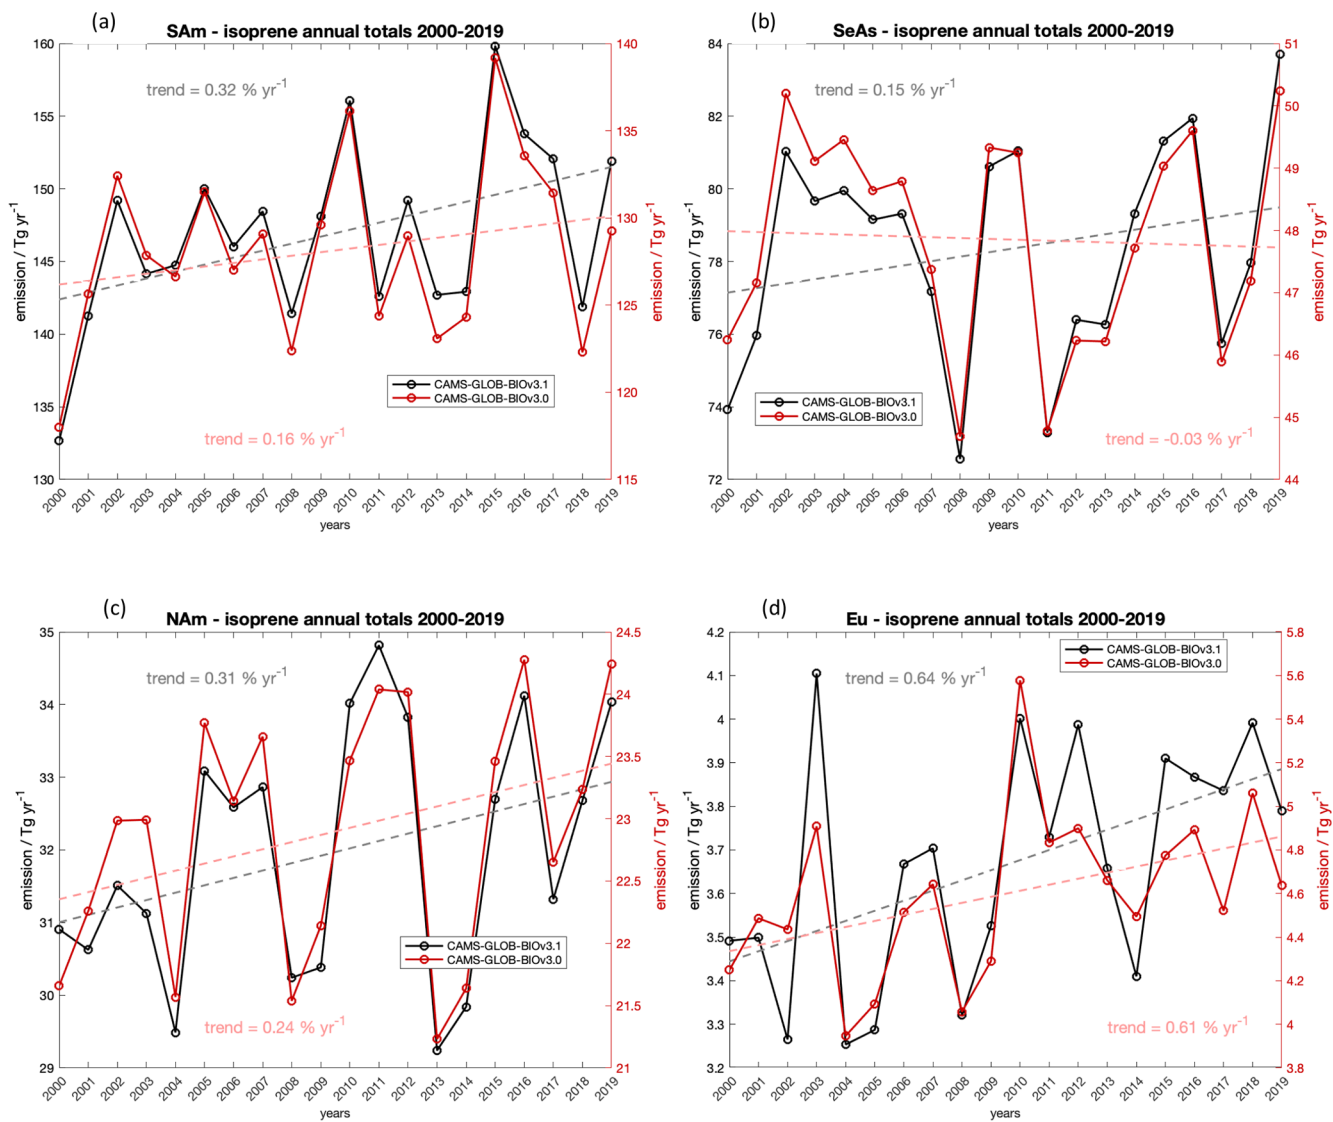 (a)
SAm - isoprene annual totals 2000-2019
160
155
150
145
140
135
130
140
135
130
125
120
115
emission / Tg yr-1
emission / Tg yr-1
trend = 0.32 % yr-1
CAMS-GLOB-BIOv3.1
CAMS-GLOB-BIOv3.0
trend = 0.16 % yr-1
2000 2001 2002 2003 2004 2005 2006 2007 2008 2009 2010 2011 2012 2013 2014 2015 2016 2017 2018 2019
years
(b)
SeAs - isoprene annual totals 2000-2019
84
82
80
78
76
74
72
51
50
49
48
47
46
45
44
emission / Tg yr-1
emission / Tg yr-1
trend = 0.15 % yr-1
CAMS-GLOB-BIOv3.1
CAMS-GLOB-BIOv3.0
trend = -0.03 % yr-1
2000 2001 2002 2003 2004 2005 2006 2007 2008 2009 2010 2011 2012 2013 2014 2015 2016 2017 2018 2019
years
(c)
NAm - isoprene annual totals 2000-2019
35
34
33
32
31
30
29
24.5
24
23.5
23
22.5
22
21.5
21
emission / Tg yr-1
emission / Tg yr-1
trend = 0.31 % yr-1
CAMS-GLOB-BIOv3.1
CAMS-GLOB-BIOv3.0
trend = 0.24 % yr-1
2000 2001 2002 2003 2004 2005 2006 2007 2008 2009 2010 2011 2012 2013 2014 2015 2016 2017 2018 2019
years
(d)
Eu - isoprene annual totals 2000-2019
4.2
4.1
4
3.9
3.8
3.7
3.6
3.5
3.4
3.3
3.2
5.8
5.6
5.4
5.2
5
4.8
4.6
4.4
4.2
4
3.8
emission / Tg yr-1
emission / Tg yr-1
CAMS-GLOB-BIOv3.1
CAMS-GLOB-BIOv3.0
trend = 0.64 % yr-1
trend = 0.61 % yr-1
2000 2001 2002 2003 2004 2005 2006 2007 2008 2009 2010 2011 2012 2013 2014 2015 2016 2017 2018 2019
years